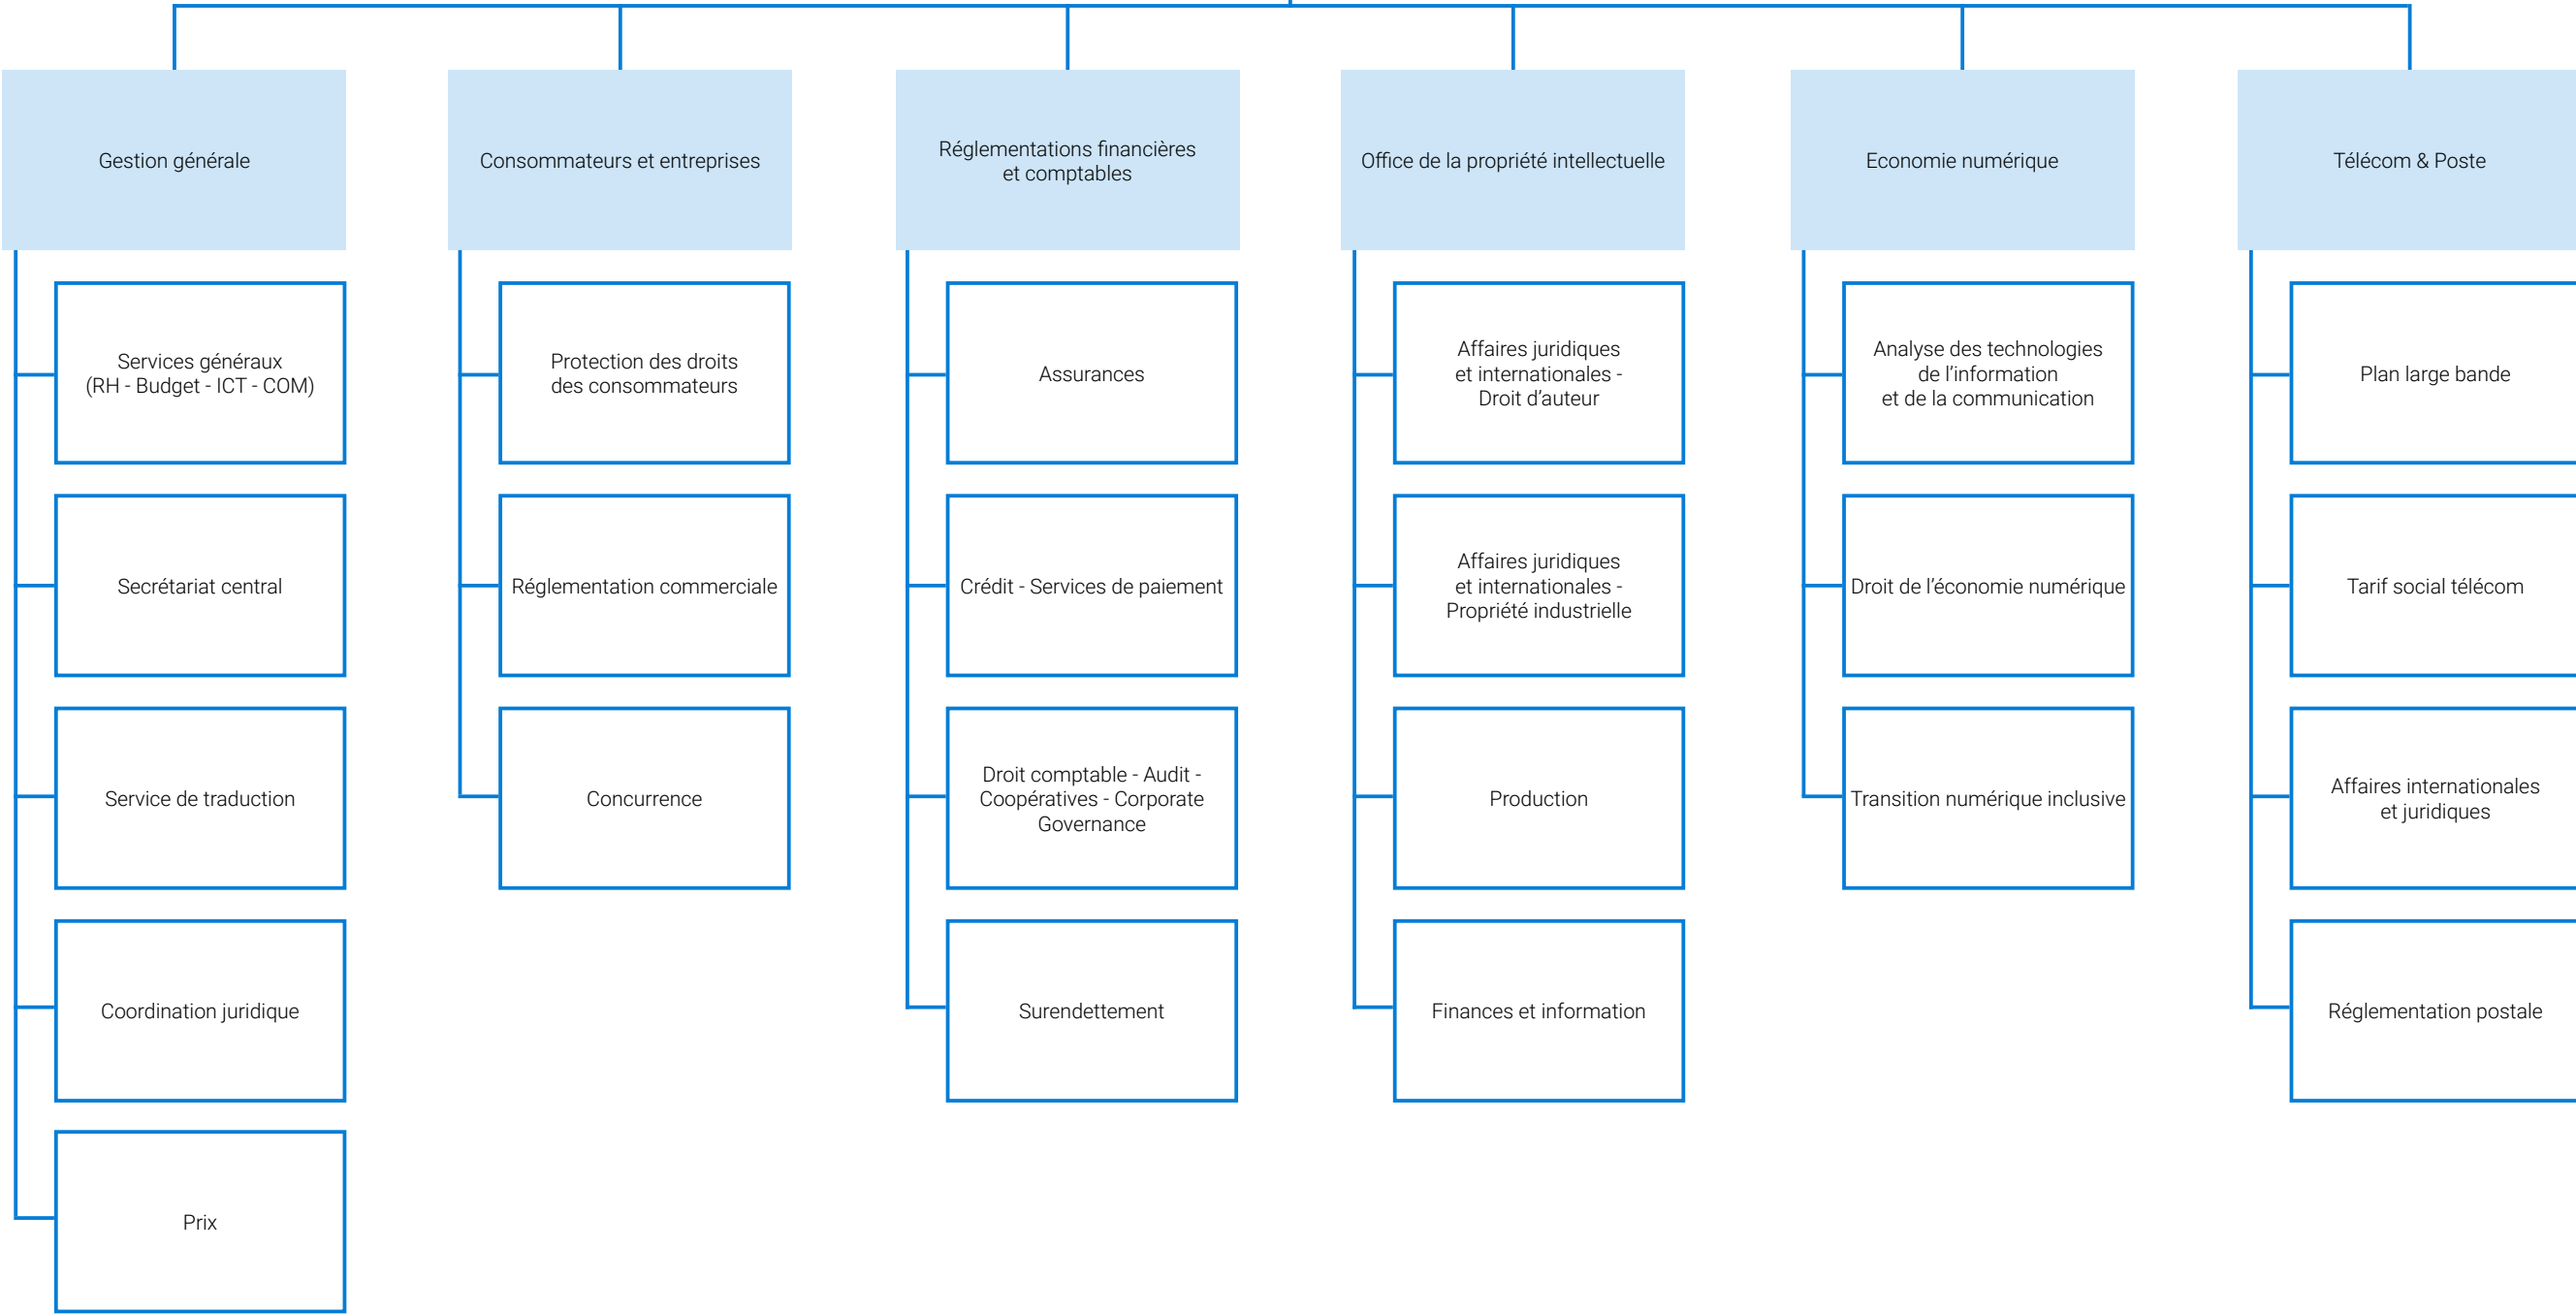 Gestion générale
Consommateurs et entreprises
Réglementations financières
et comptables
Office de la propriété intellectuelle
Economie numérique
Télécom & Poste
Services généraux
(RH - Budget - ICT - COM)
Secrétariat central
Service de traduction
Coordination juridique
Prix
Protection des droits
des consommateurs
Réglementation commerciale
Concurrence
Assurances
Crédit - Services de paiement
Droit comptable - Audit -
Coopératives - Corporate
Governance
Surendettement
Affaires juridiques
et internationales -
Droit d’auteur
Affaires juridiques
et internationales -
Propriété industrielle
Production
Finances et information
Analyse des technologies
de l’information
et de la communication
Droit de l’économie numérique
Transition numérique inclusive
Plan large bande
Tarif social télécom
Affaires internationales
et juridiques
Réglementation postale